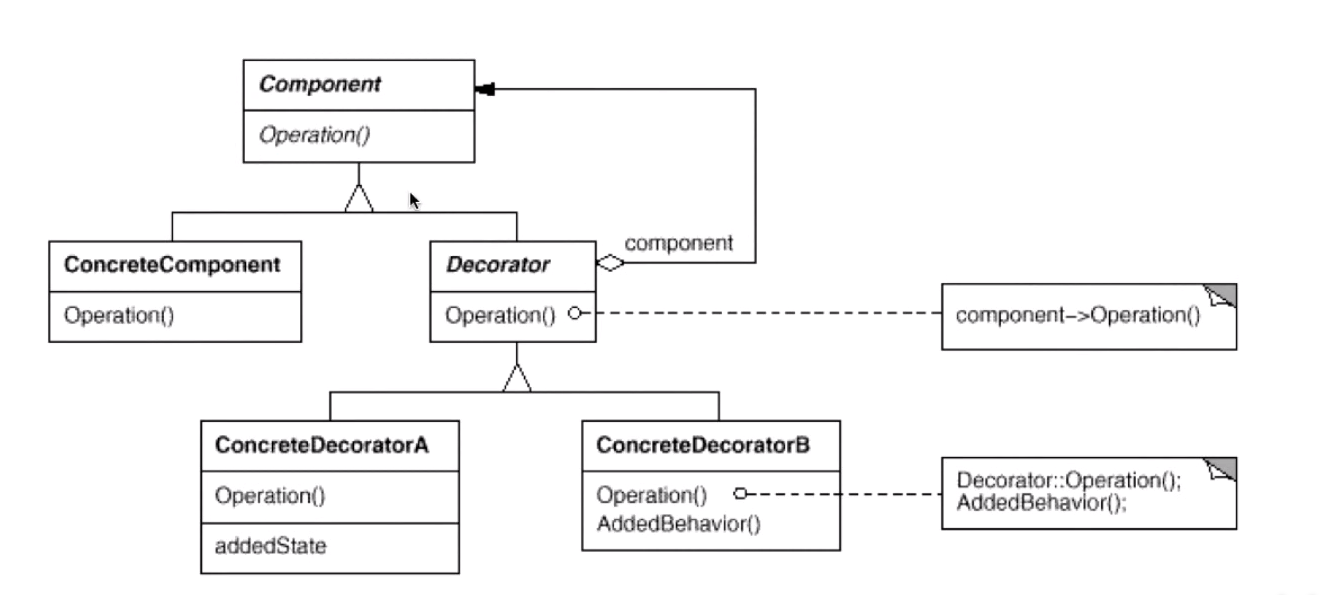 Component
Operation()
component
ConcreteComponent
Operation()
Decorator
Operation()
component->Operation()
ConcreteDecoratorA
Operation()
addedState
ConcreteDecoratorB
Operation()
AddedBehavior()
Decorator::Operation();
AddedBehavior();